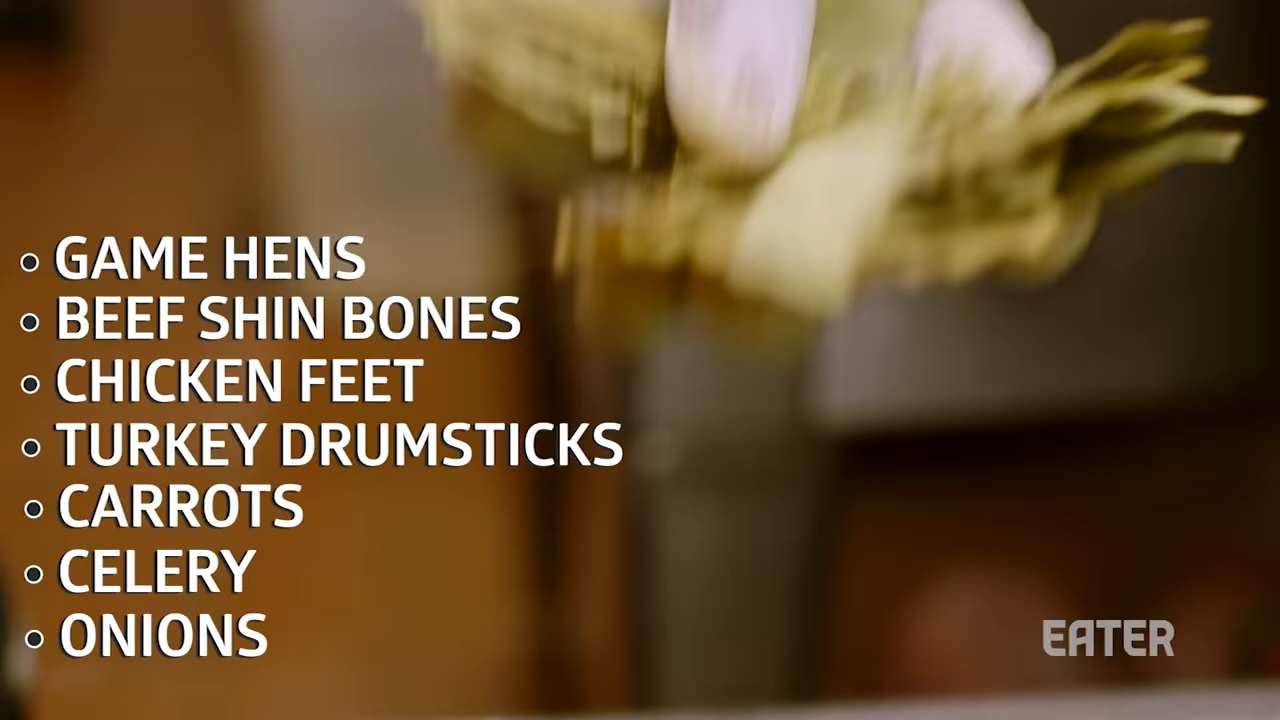 • GAME HENS
• BEEF SHIN BONES
• CHICKEN FEET
• TURKEY DRUMSTICKS
• CARROTS
• CELERY
• ONIONS
EATER